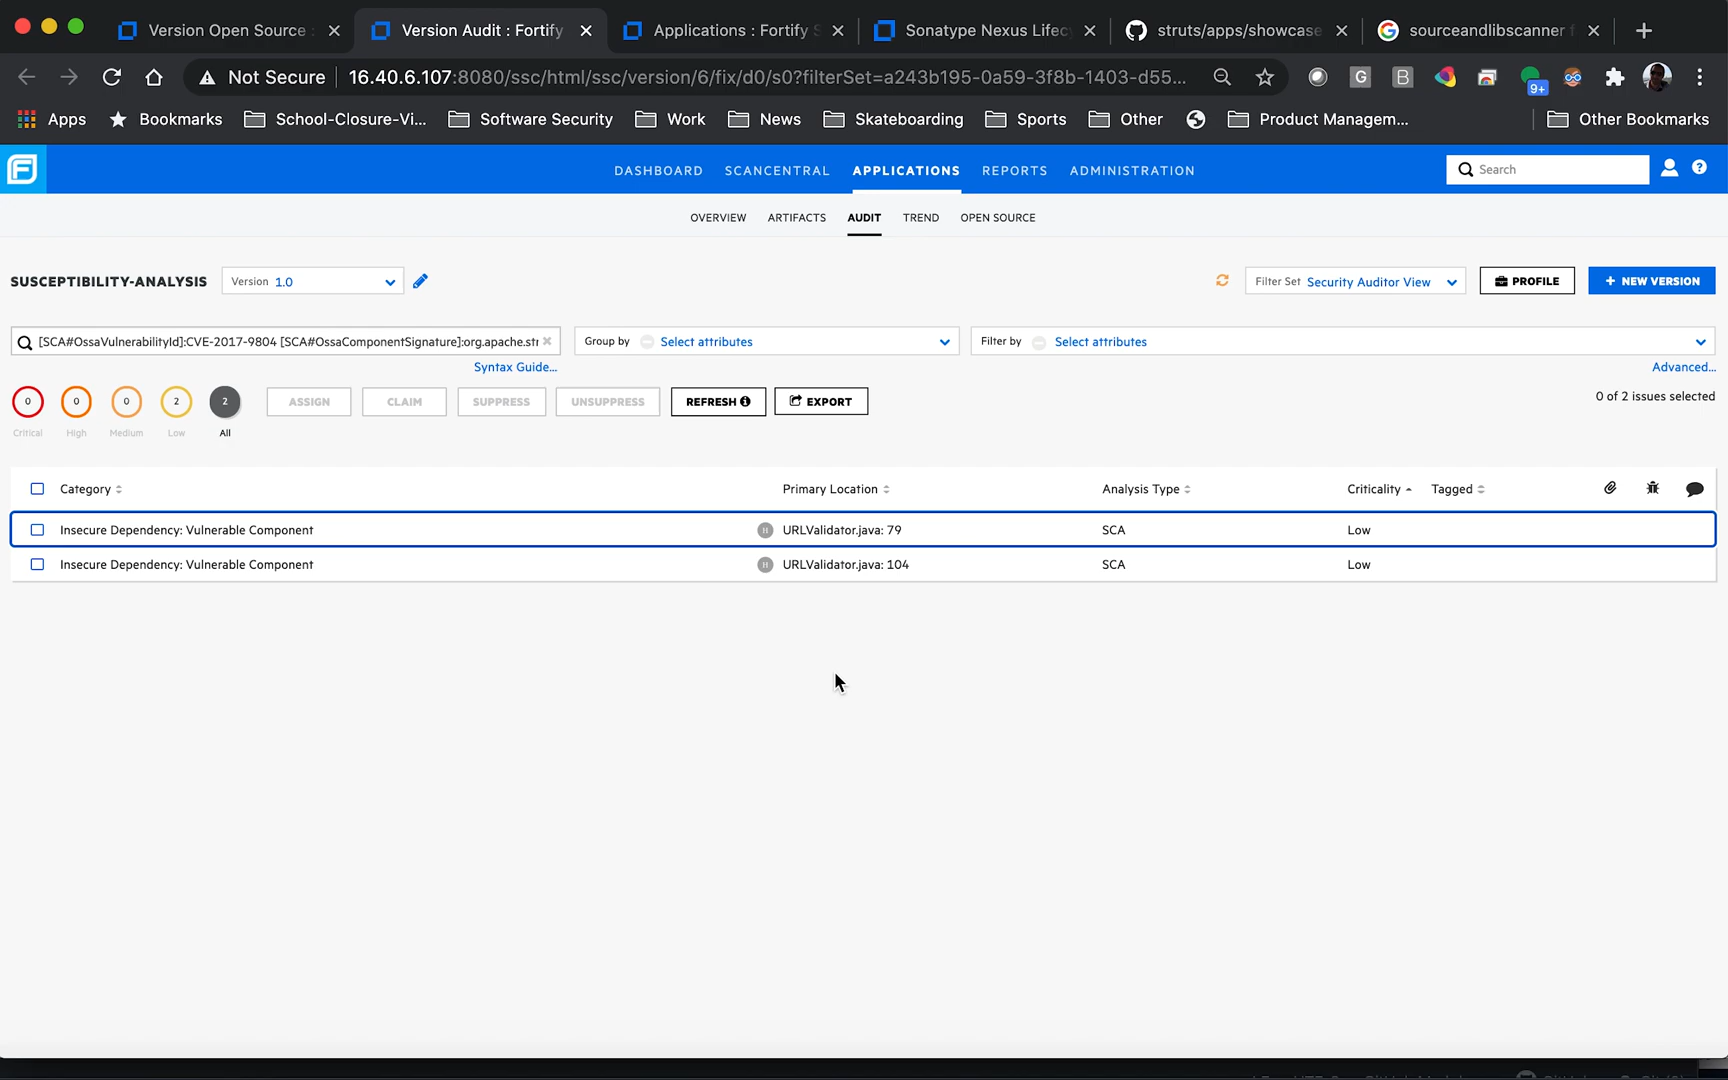 Version Open Source :
Version Audit : Fortify
Applications : Fortify S
Sonatype Nexus Lifecy
struts/apps/showcase
sourceandlibscanner f
Not Secure
16.40.6.107:8080/ssc/html/ssc/version/6/fix/d0/s0?filterSet=a243b195-0a59-3f8b-1403-d55...
G
B
9+
Apps
Bookmarks
School-Closure-Vi...
Software Security
Work
News
Skateboarding
Sports
Other
Product Managem...
Other Bookmarks
F
DASHBOARD
SCANCENTRAL
APPLICATIONS
REPORTS
ADMINISTRATION
Search
?
OVERVIEW
ARTIFACTS
AUDIT
TREND
OPEN SOURCE
SUSCEPTIBILITY-ANALYSIS
Version 1.0
Filter Set Security Auditor View
PROFILE
+ NEW VERSION
[SCA#OssaVulnerabilityId]:CVE-2017-9804 [SCA#OssaComponentSignature]:org.apache.str
Group by Select attributes
Filter by Select attributes
Syntax Guide...
Advanced...
0
0
0
2
2
Critical
High
Medium
Low
All
ASSIGN
CLAIM
SUPPRESS
UNSUPPRESS
REFRESH
EXPORT
0 of 2 issues selected
Category
Primary Location
Analysis Type
Criticality
Tagged
Insecure Dependency: Vulnerable Component H URLValidator.java: 79 SCA Low
Insecure Dependency: Vulnerable Component H URLValidator.java: 104 SCA Low